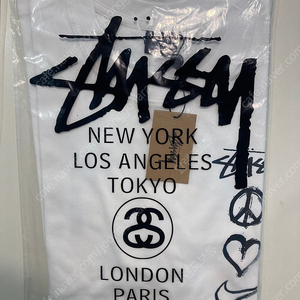 Stüssy
NEW YORK
LOS ANGELES
TOKYO
LONDON
PARIS